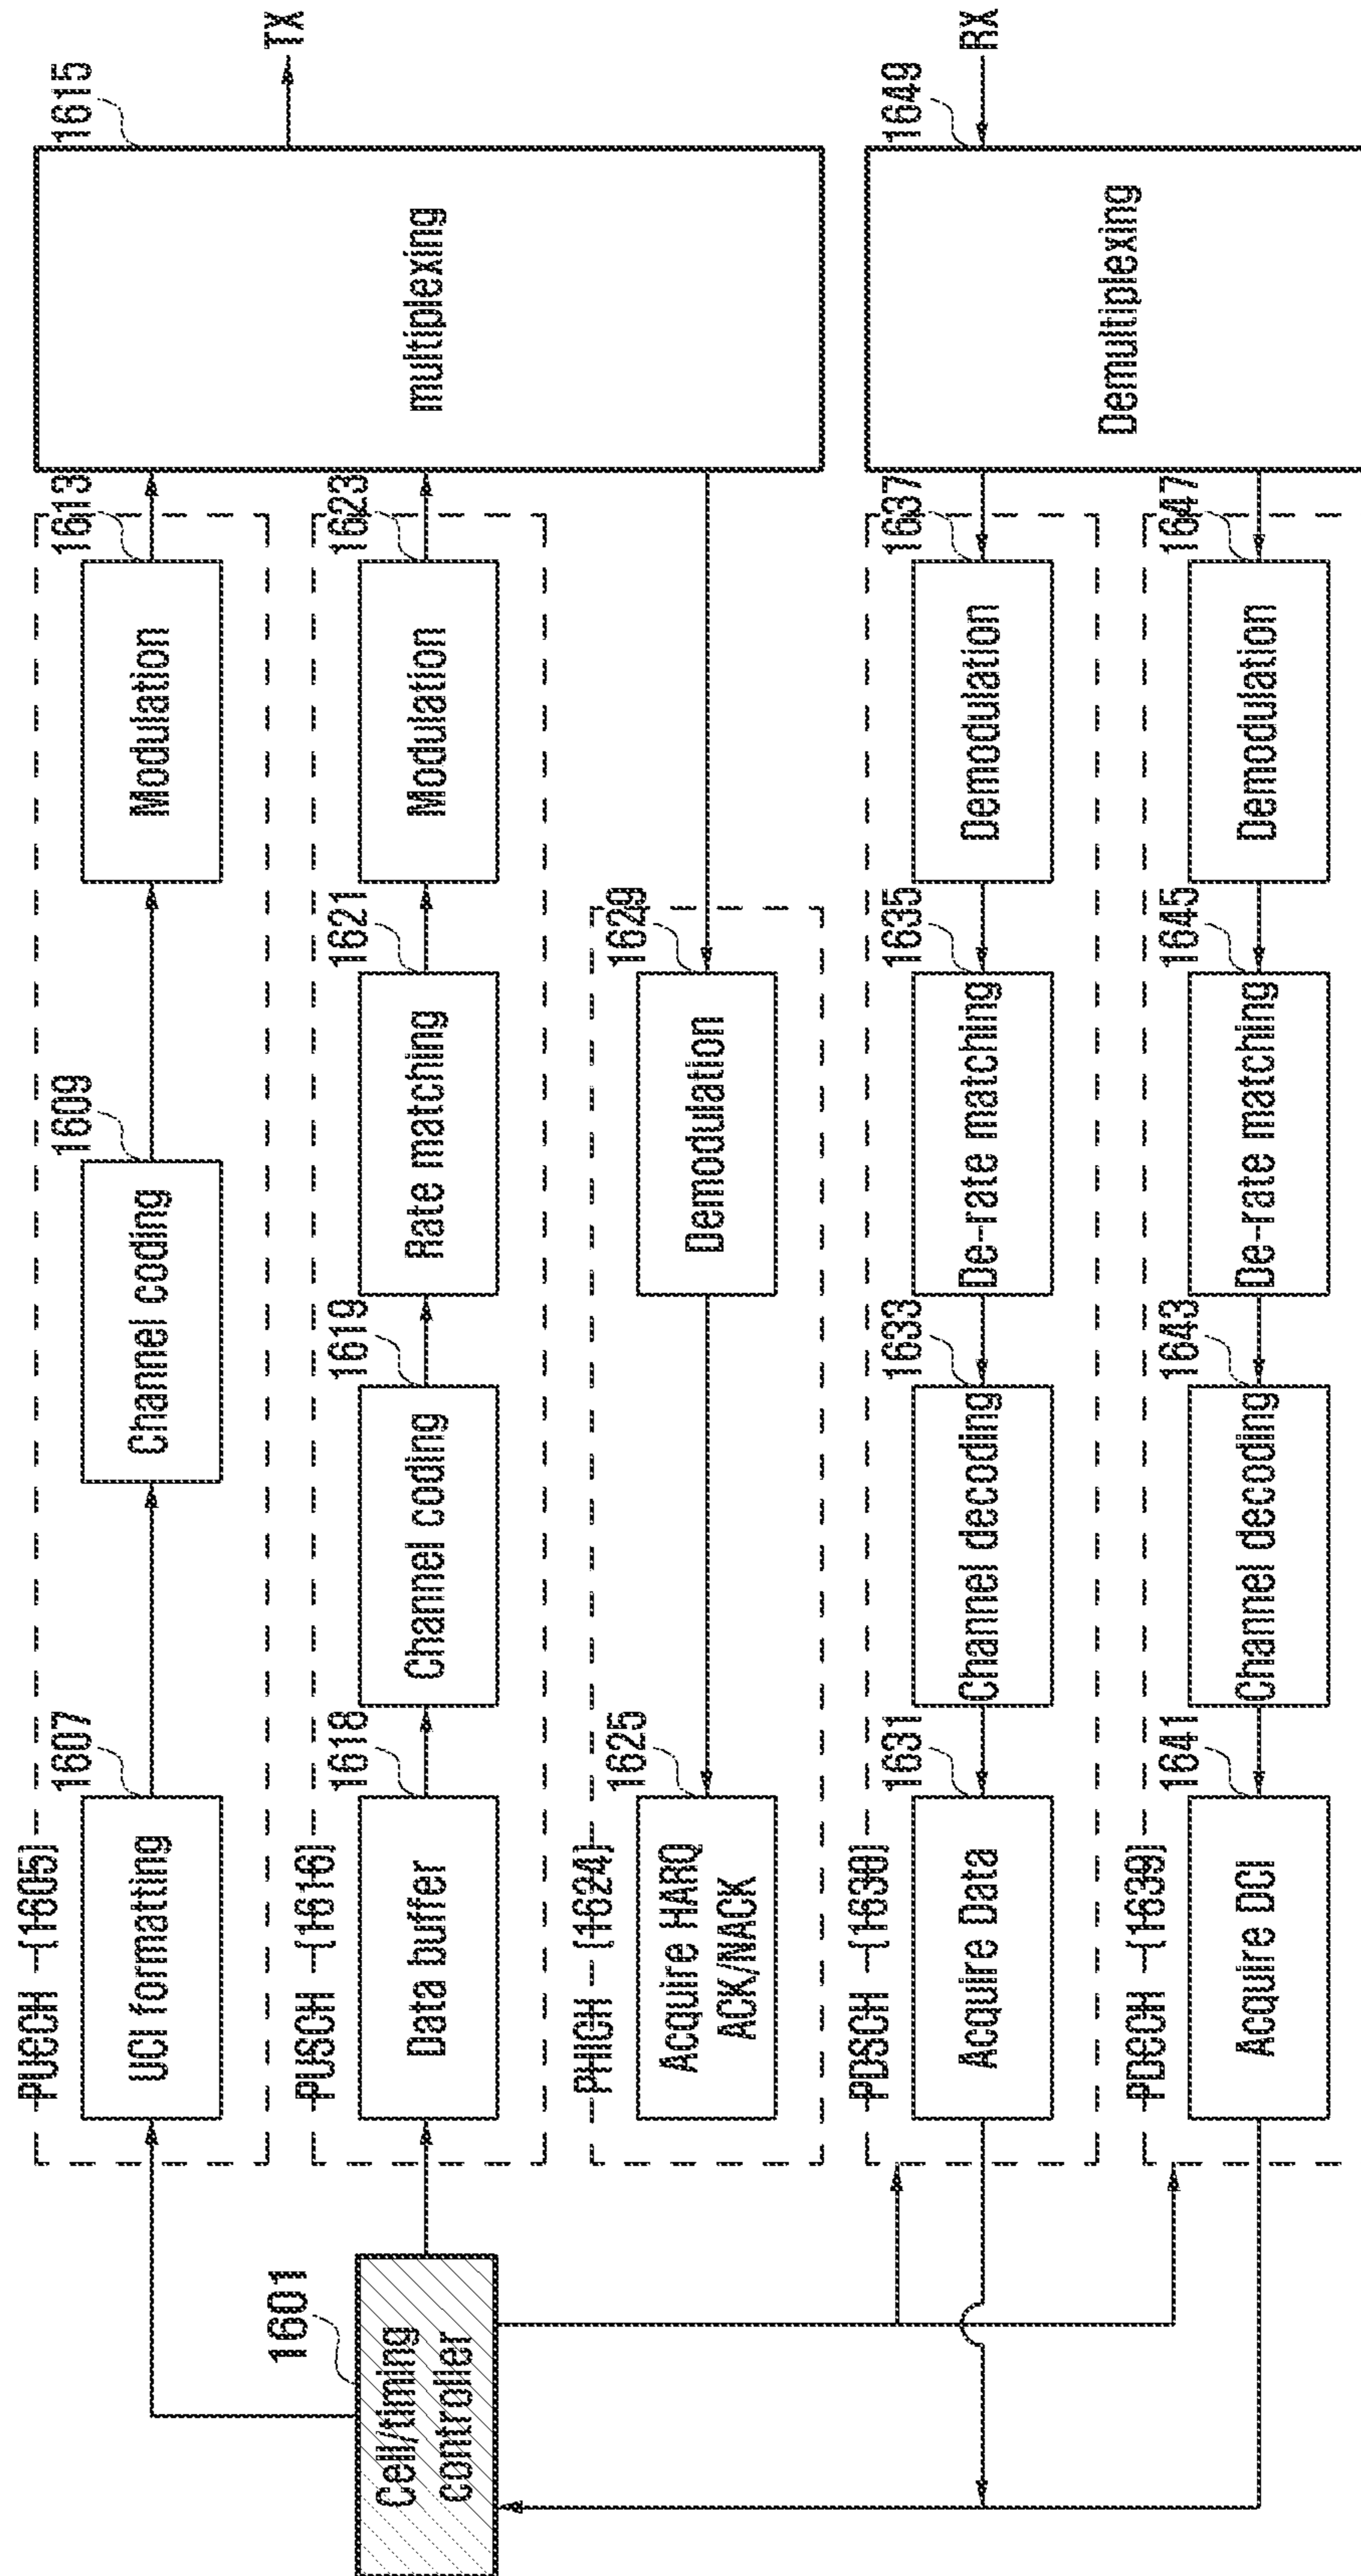 Cell/timing
controller
1601
PUCCH (1605)
UCI formatting
1607
Channel coding
1609
Modulation
1613
PUSCH (1616)
Data buffer
1618
Channel coding
1619
Rate matching
1621
Modulation
1623
multiplexing
1615
TX
PHICH (1624)
Acquire HARQ
ACK/NACK
1625
Demodulation
1629
PDSCH (1630)
Acquire Data
1631
Channel decoding
1633
De-rate matching
1635
Demodulation
1637
PDCCH (1639)
Acquire DCI
1641
Channel decoding
1643
De-rate matching
1645
Demodulation
1647
Demultiplexing
1649
RX